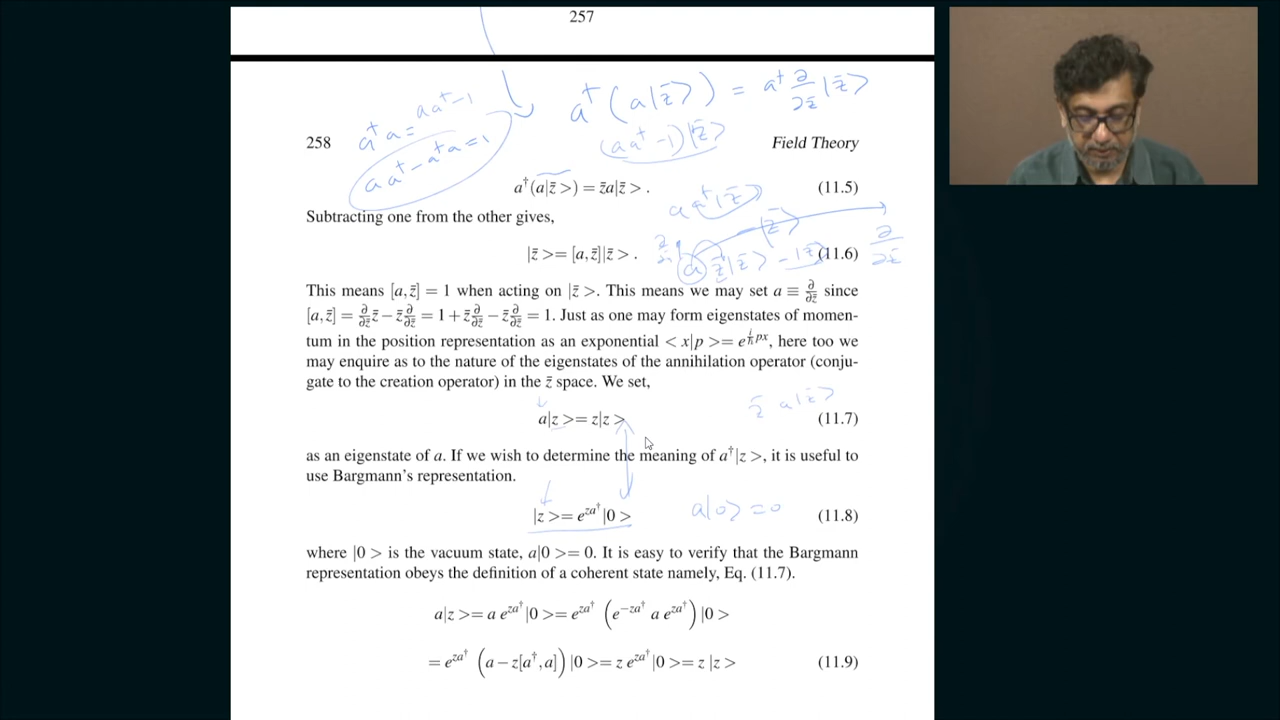 257
a† (a|z̄>) = a† ∂/∂z̄ |z̄>
a†a = aa† -1
(aa† -1)|z̄>
aa† - a†a = 1
258 Field Theory
a†(a|z̄ >) = z̄a|z̄ > . (11.5)
a a†|z̄>
Subtracting one from the other gives,
|z̄>
|z̄ >= [a,z̄]|z̄ > . (11.6)
a z̄|z̄> - |z̄> ∂/∂z̄
This means [a,z̄] = 1 when acting on |z̄ >. This means we may set a ≡ ∂/∂z̄ since
[a,z̄] = ∂/∂z̄ z̄ − z̄ ∂/∂z̄ = 1 + z̄ ∂/∂z̄ − z̄ ∂/∂z̄ = 1. Just as one may form eigenstates of momen-
tum in the position representation as an exponential < x|p >= e^{i/ħ px}, here too we
may enquire as to the nature of the eigenstates of the annihilation operator (conju-
gate to the creation operator) in the z̄ space. We set,
z̄ a|z̄>
a|z >= z|z > (11.7)
as an eigenstate of a. If we wish to determine the meaning of a†|z >, it is useful to
use Bargmann's representation.
|z >= e^{za†}|0 > a|0> = 0 (11.8)
where |0 > is the vacuum state, a|0 >= 0. It is easy to verify that the Bargmann
representation obeys the definition of a coherent state namely, Eq. (11.7).
a|z >= a e^{za†}|0 >= e^{za†} (e^{−za†} a e^{za†}) |0 >
= e^{za†} (a − z[a†,a]) |0 >= z e^{za†}|0 >= z |z > (11.9)